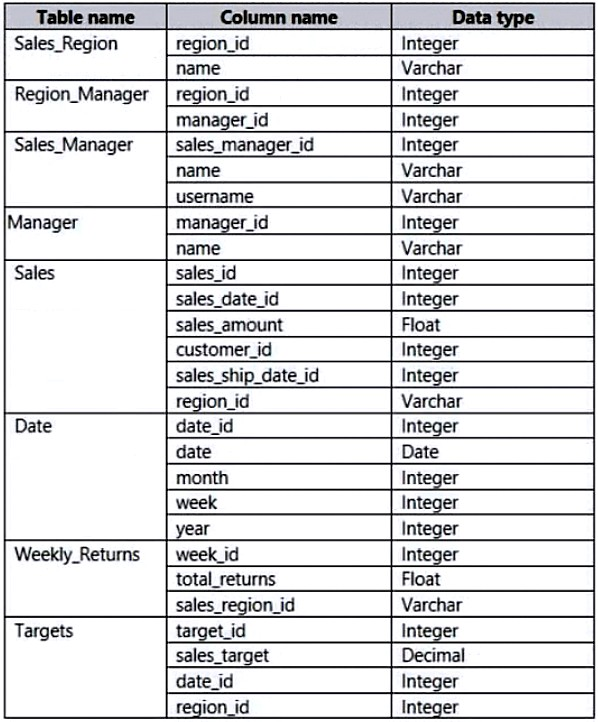 Table name Column name Data type
Sales_Region region_id Integer
name Varchar
Region_Manager region_id Integer
manager_id Integer
Sales_Manager sales_manager_id Integer
name Varchar
username Varchar
Manager manager_id Integer
name Varchar
Sales sales_id Integer
sales_date_id Integer
sales_amount Float
customer_id Integer
sales_ship_date_id Integer
region_id Varchar
Date date_id Integer
date Date
month Integer
week Integer
year Integer
Weekly_Returns week_id Integer
total_returns Float
sales_region_id Varchar
Targets target_id Integer
sales_target Decimal
date_id Integer
region_id Integer